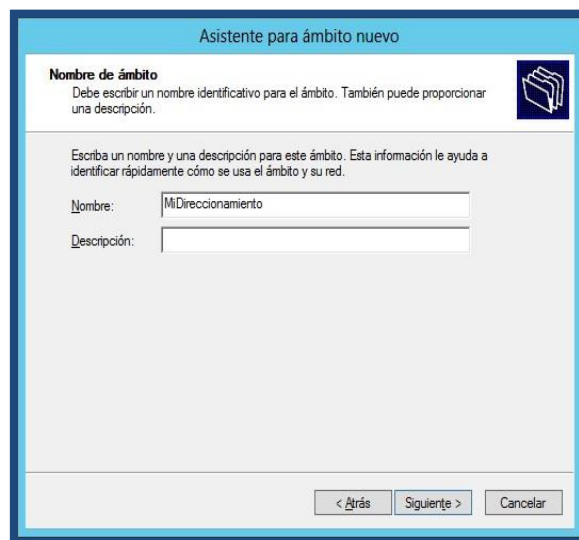 Asistente para ámbito nuevo
Nombre de ámbito
Debe escribir un nombre identificativo para el ámbito. También puede proporcionar
una descripción.
Escriba un nombre y una descripción para este ámbito. Esta información le ayuda a
identificar rápidamente cómo se usa el ámbito y su red.
Nombre: MiDireccionamiento
Descripción:
< Atrás Siguiente > Cancelar